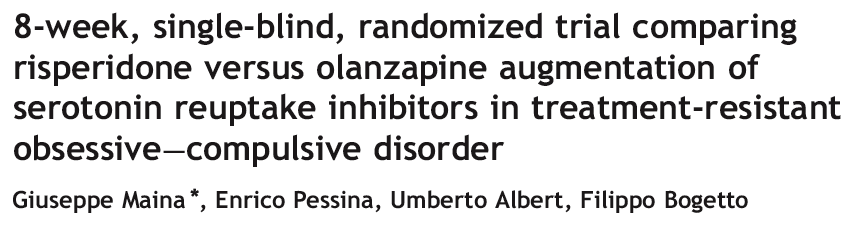 8-week, single-blind, randomized trial comparing
risperidone versus olanzapine augmentation of
serotonin reuptake inhibitors in treatment-resistant
obsessive—compulsive disorder
Giuseppe Maina*, Enrico Pessina, Umberto Albert, Filippo Bogetto